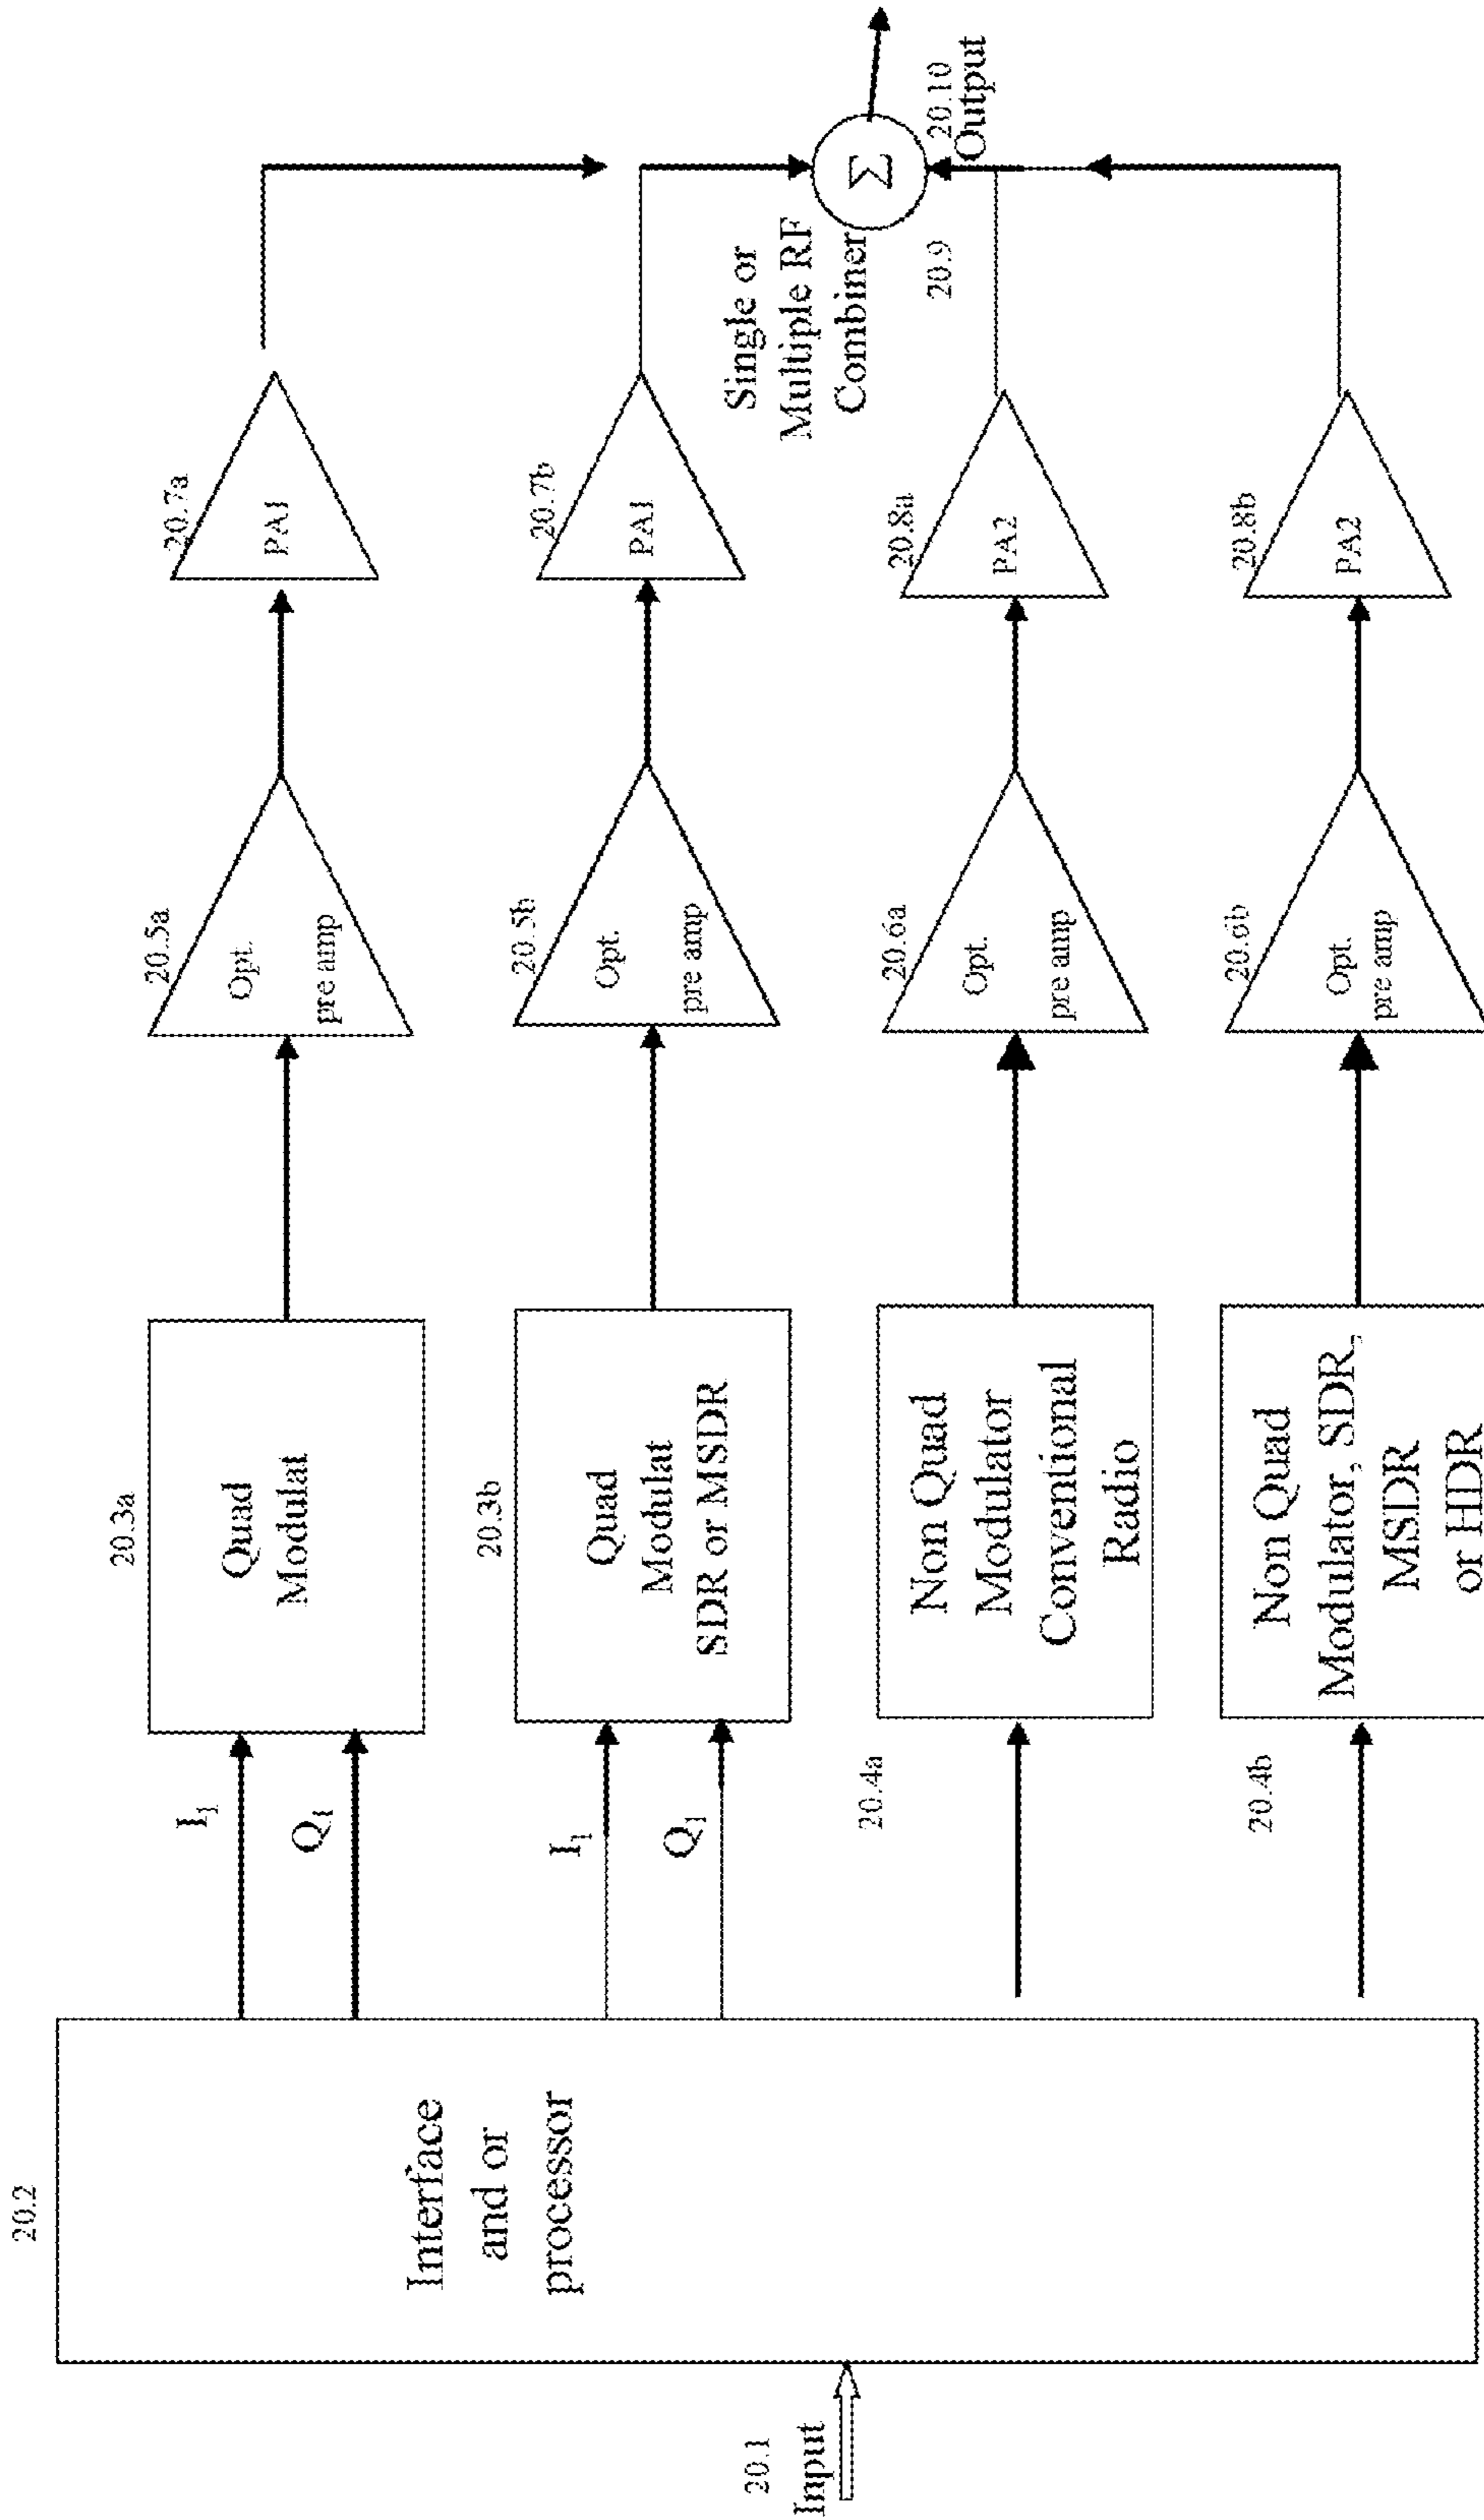 20.1
Input
20.2
Interface
and or
processor
I1
Q1
20.3a
Quad
Modulat
20.5a
Opt.
pre amp
20.7a
PA1
I1
Q1
20.3b
Quad
Modulat
SDR or MSDR
20.5b
Opt.
pre amp
20.7b
PA1
Single or
Multiple RF
Combiner
Σ
20.9
20.10
Output
20.4a
Non Quad
Modulator
Conventional
Radio
20.6a
Opt.
pre amp
20.8a
PA2
20.4b
Non Quad
Modulator, SDR,
MSDR
or HDR
20.6b
Opt.
pre amp
20.8b
PA2